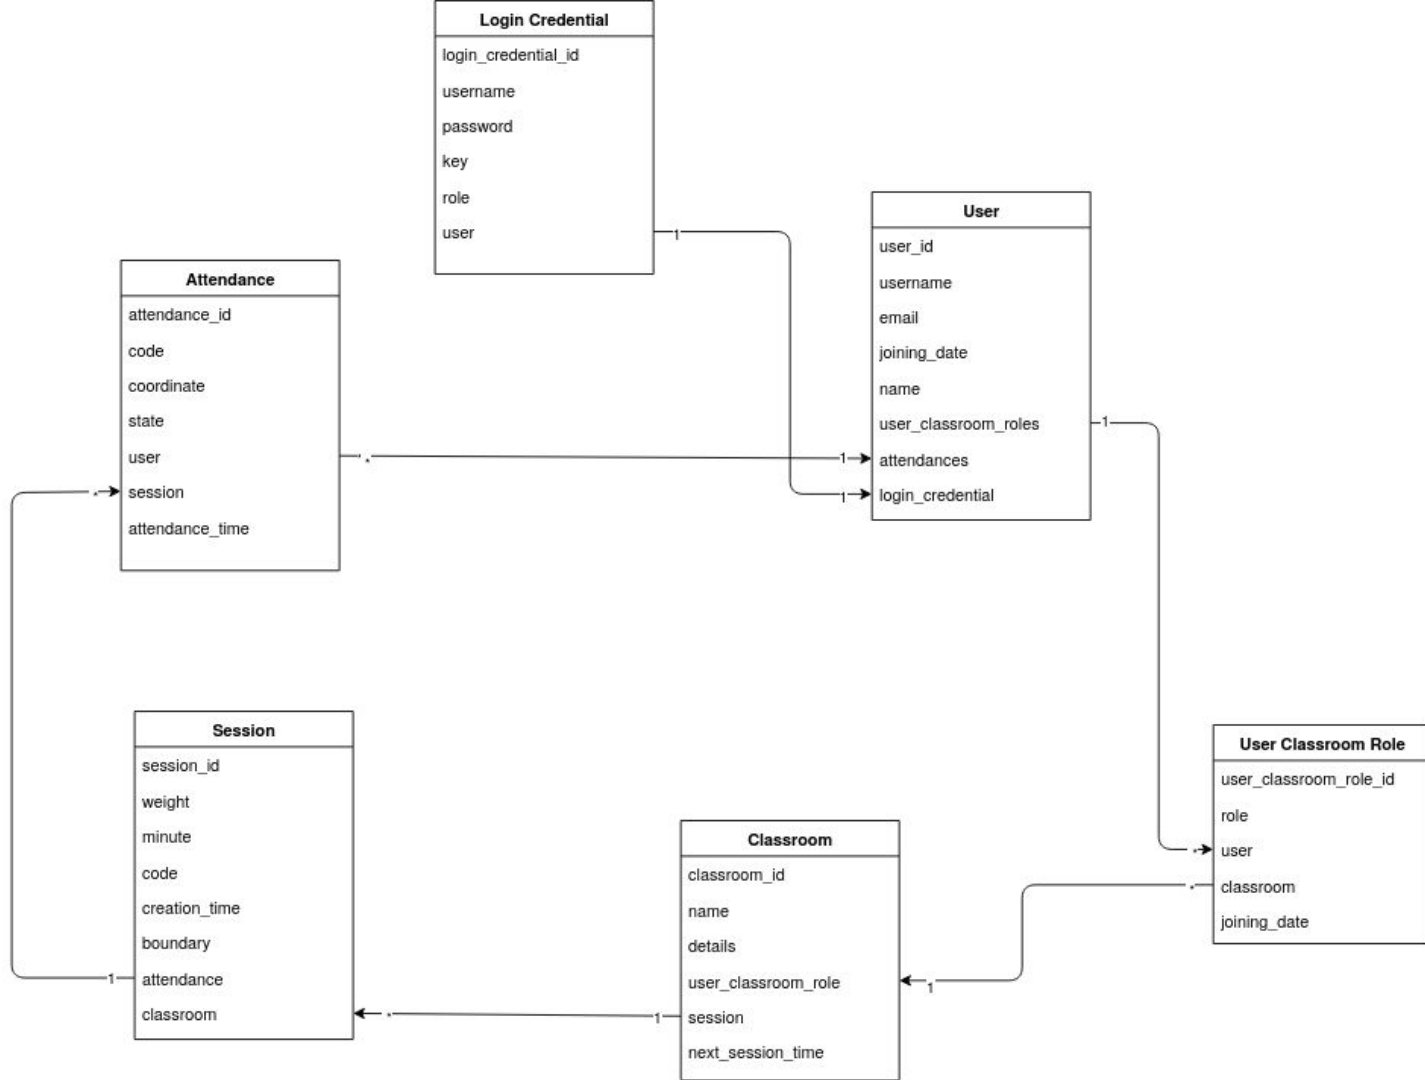 Login Credential
login_credential_id
username
password
key
role
user
1
User
user_id
username
email
joining_date
name
user_classroom_roles
1
attendances
1
login_credential
1
Attendance
attendance_id
code
coordinate
state
user
*
session
*
attendance_time
Session
session_id
weight
minute
code
creation_time
boundary
attendance
1
classroom
*
Classroom
classroom_id
name
details
user_classroom_role
1
session
1
next_session_time
User Classroom Role
user_classroom_role_id
role
user
*
classroom
*
joining_date